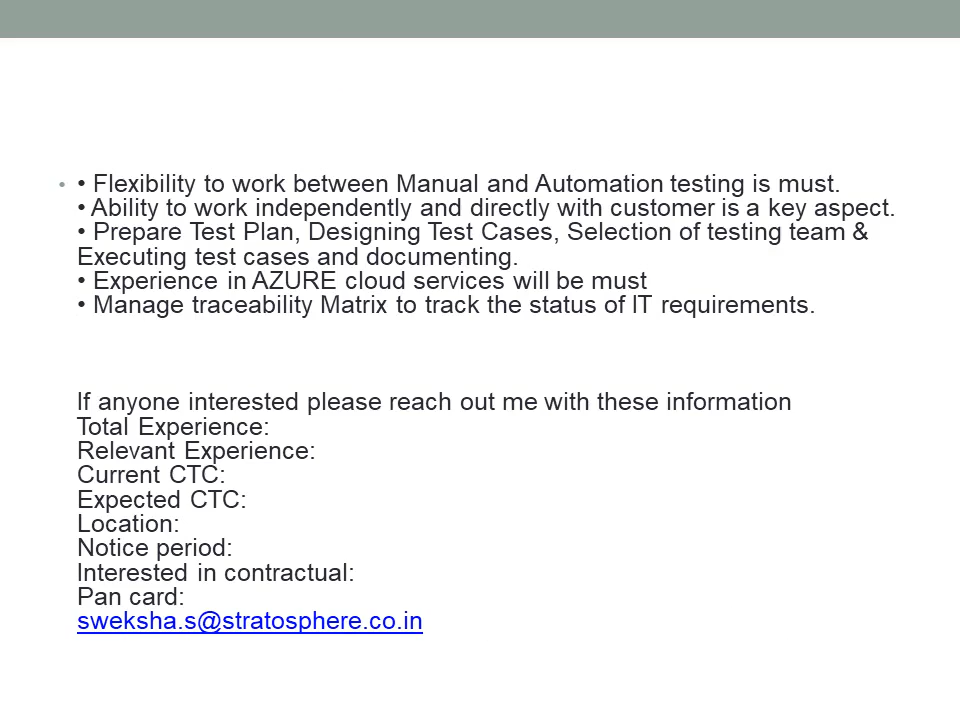 • • Flexibility to work between Manual and Automation testing is must.
• Ability to work independently and directly with customer is a key aspect.
• Prepare Test Plan, Designing Test Cases, Selection of testing team &
Executing test cases and documenting.
• Experience in AZURE cloud services will be must
• Manage traceability Matrix to track the status of IT requirements.
If anyone interested please reach out me with these information
Total Experience:
Relevant Experience:
Current CTC:
Expected CTC:
Location:
Notice period:
Interested in contractual:
Pan card:
sweksha.s@stratosphere.co.in